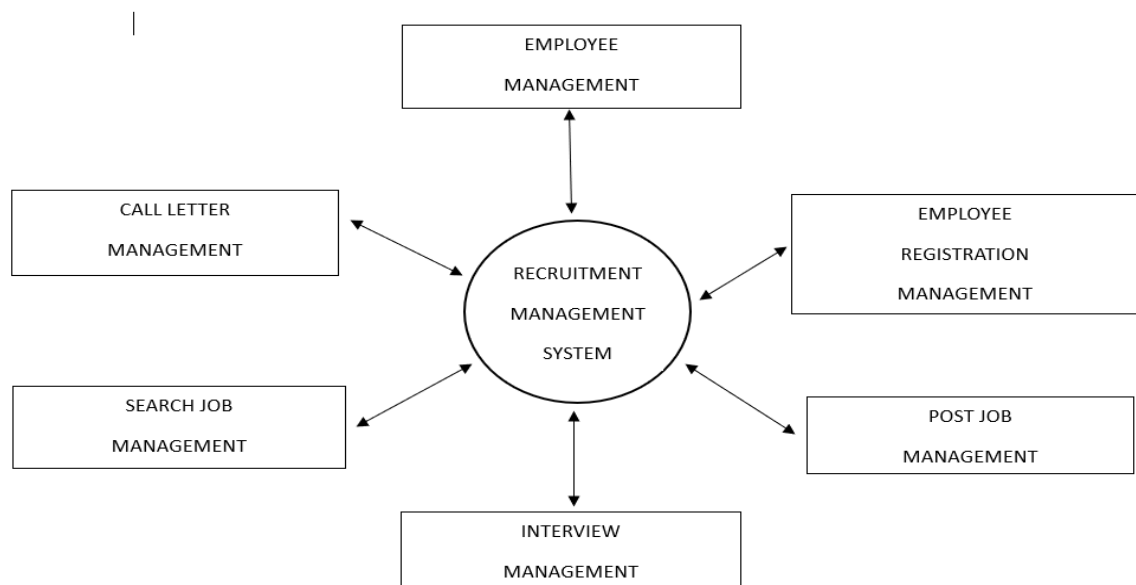 EMPLOYEE
MANAGEMENT
CALL LETTER
MANAGEMENT
EMPLOYEE
REGISTRATION
MANAGEMENT
RECRUITMENT
MANAGEMENT
SYSTEM
SEARCH JOB
MANAGEMENT
POST JOB
MANAGEMENT
INTERVIEW
MANAGEMENT